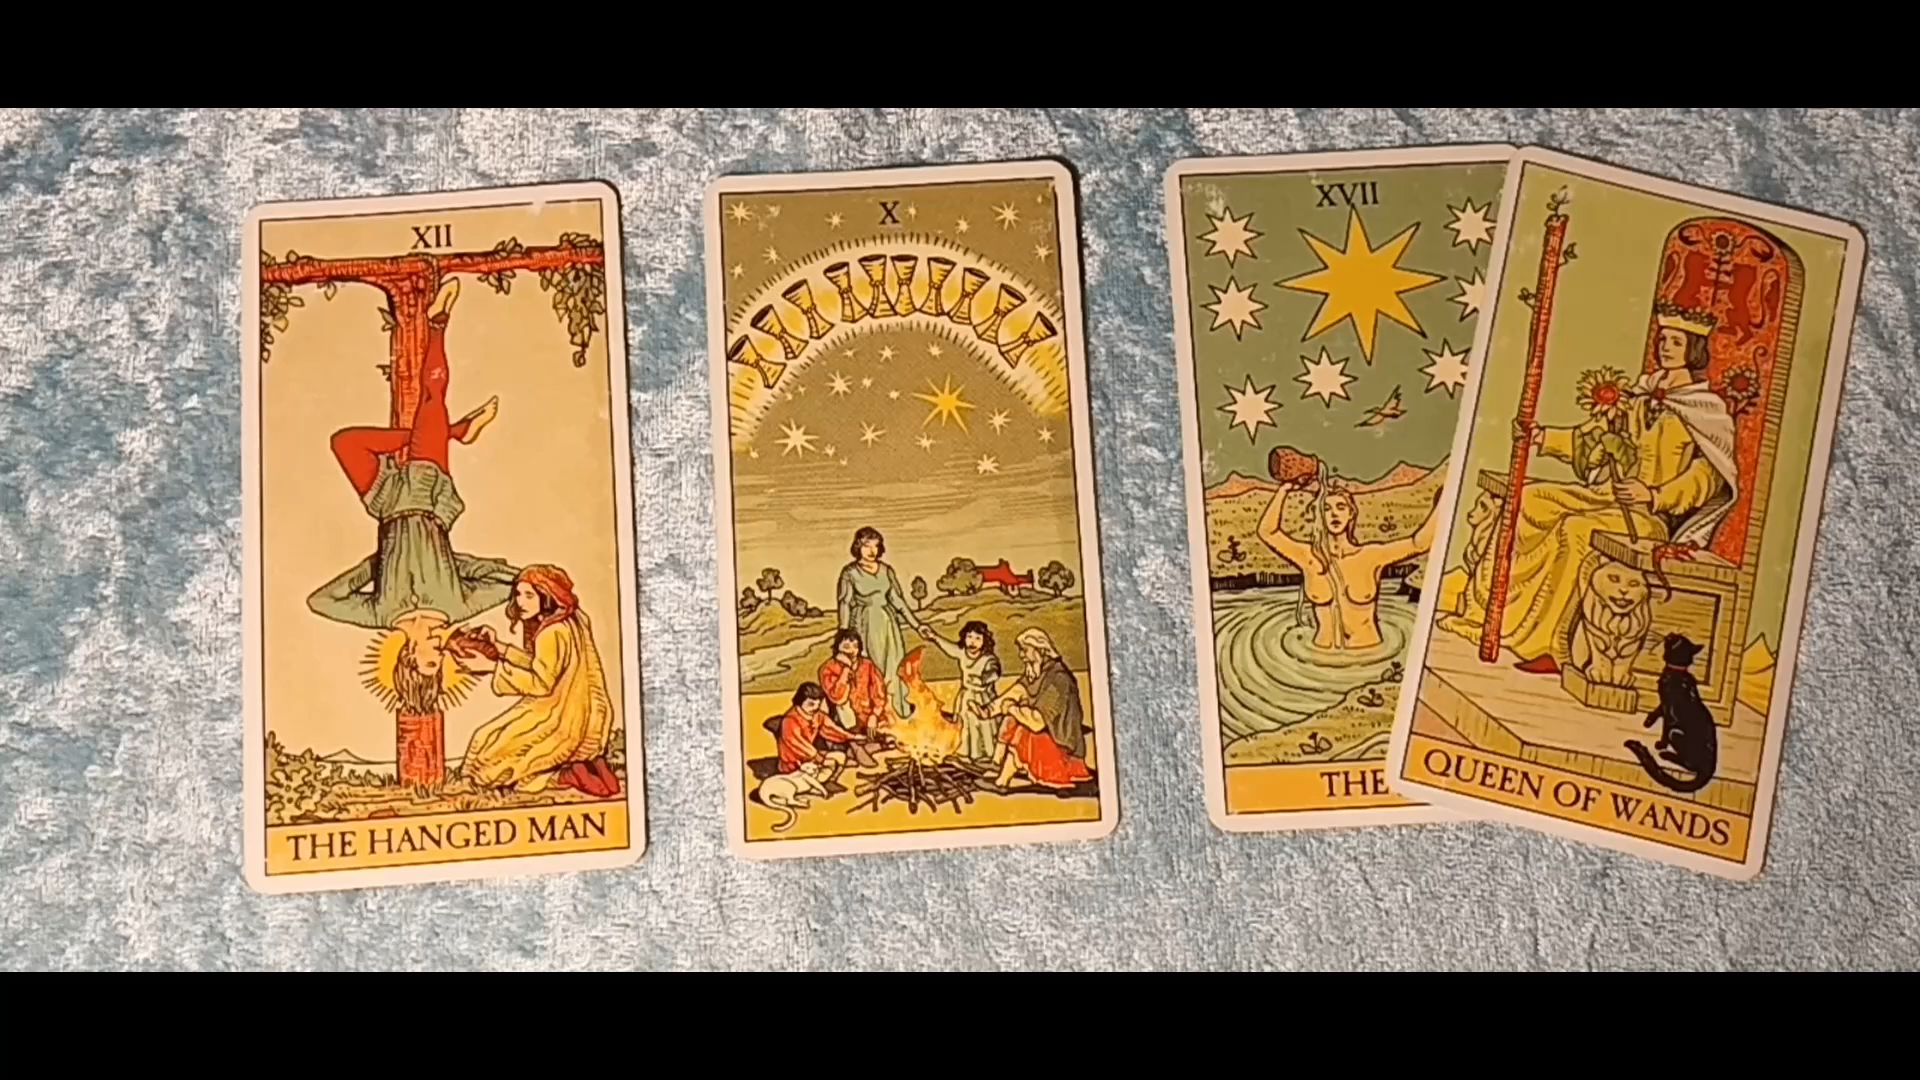 XII
THE HANGED MAN
X
XVII
THE
QUEEN OF WANDS